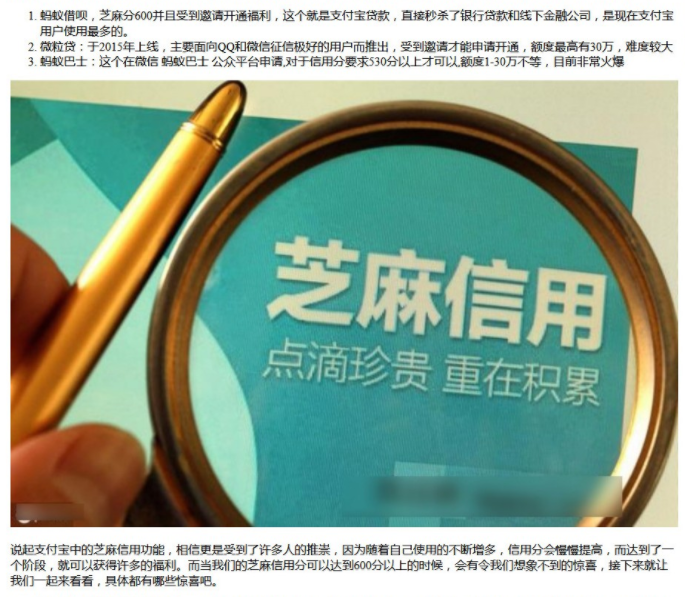 1. 蚂蚁借呗，芝麻分600并且受到邀请开通福利，这个就是支付宝贷款，直接秒杀了银行贷款和线下金融公司，是现在支付宝
用户使用最多的。
2. 微粒贷：于2015年上线，主要面向QQ和微信征信极好的用户而推出，受到邀请才能申请开通，额度最高有30万，难度较大
3. 蚂蚁巴士：这个在微信 蚂蚁巴士 公众平台申请,对于信用分要求530分以上才可以,额度1-30万不等，目前非常火爆
芝麻信用
点滴珍贵 重在积累
说起支付宝中的芝麻信用功能，相信更是受到了许多人的推崇，因为随着自己使用的不断增多，信用分会慢慢提高，而达到了一
个阶段，就可以获得许多的福利。而当我们的芝麻信用分可以达到600分以上的时候，会有令我们想象不到的惊喜，接下来就让
我们一起来看看，具体都有哪些惊喜吧。